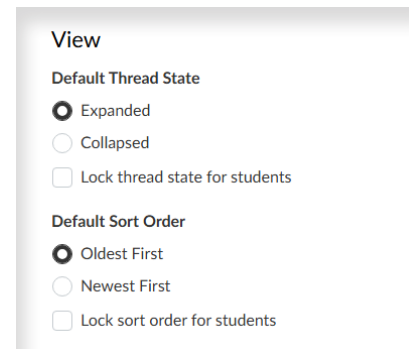 View
Default Thread State
Expanded
Collapsed
Lock thread state for students
Default Sort Order
Oldest First
Newest First
Lock sort order for students